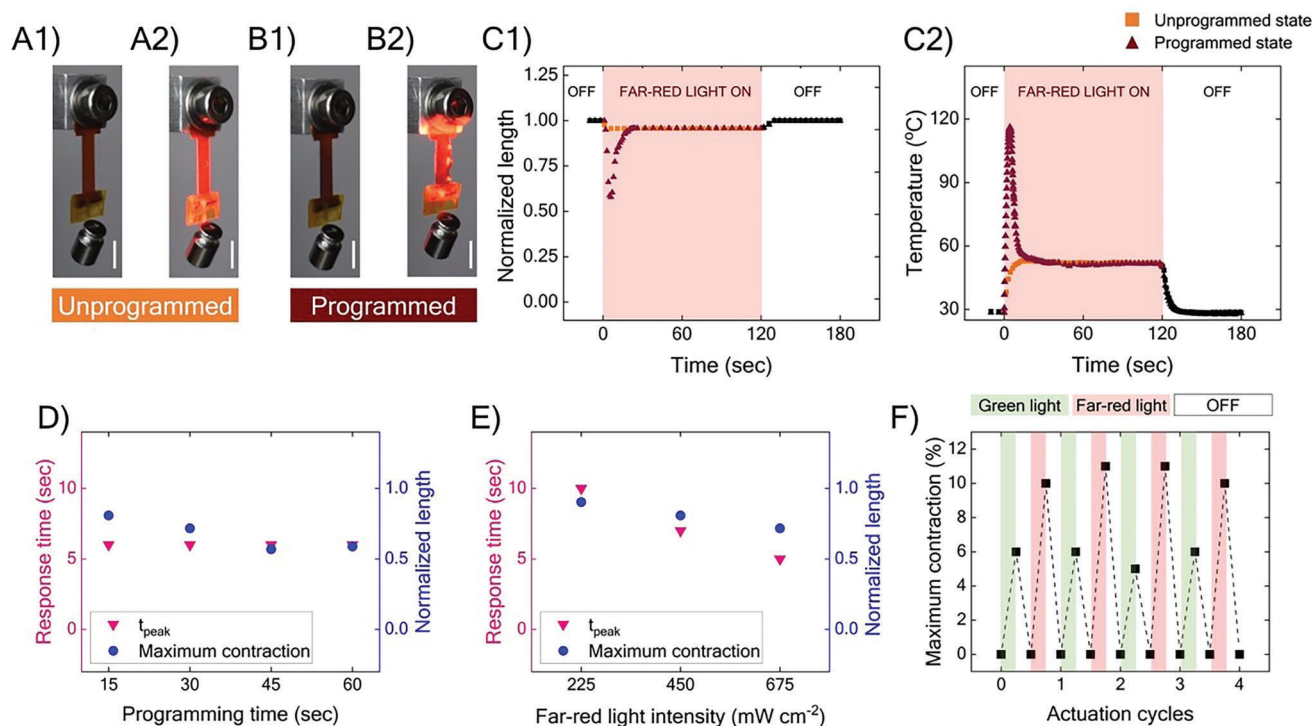 Unprogrammed state
Programmed state
A1)
A2)
B1)
B2)
C1)
C2)
Unprogrammed
Programmed
OFF
FAR-RED LIGHT ON
OFF
1.25
1.00
0.75
0.50
0.25
0.00
Normalized length
0
60
120
180
Time (sec)
OFF
FAR-RED LIGHT ON
OFF
120
90
60
30
Temperature (°C)
0
60
120
180
Time (sec)
D)
Response time (sec)
10
5
0
1.0
0.5
0.0
Normalized length
tpeak
Maximum contraction
15
30
45
60
Programming time (sec)
E)
Response time (sec)
10
5
0
1.0
0.5
0.0
Normalized length
tpeak
Maximum contraction
225
450
675
Far-red light intensity (mW cm⁻²)
F)
Green light
Far-red light
OFF
Maximum contraction (%)
12
10
8
6
4
2
0
0
1
2
3
4
Actuation cycles